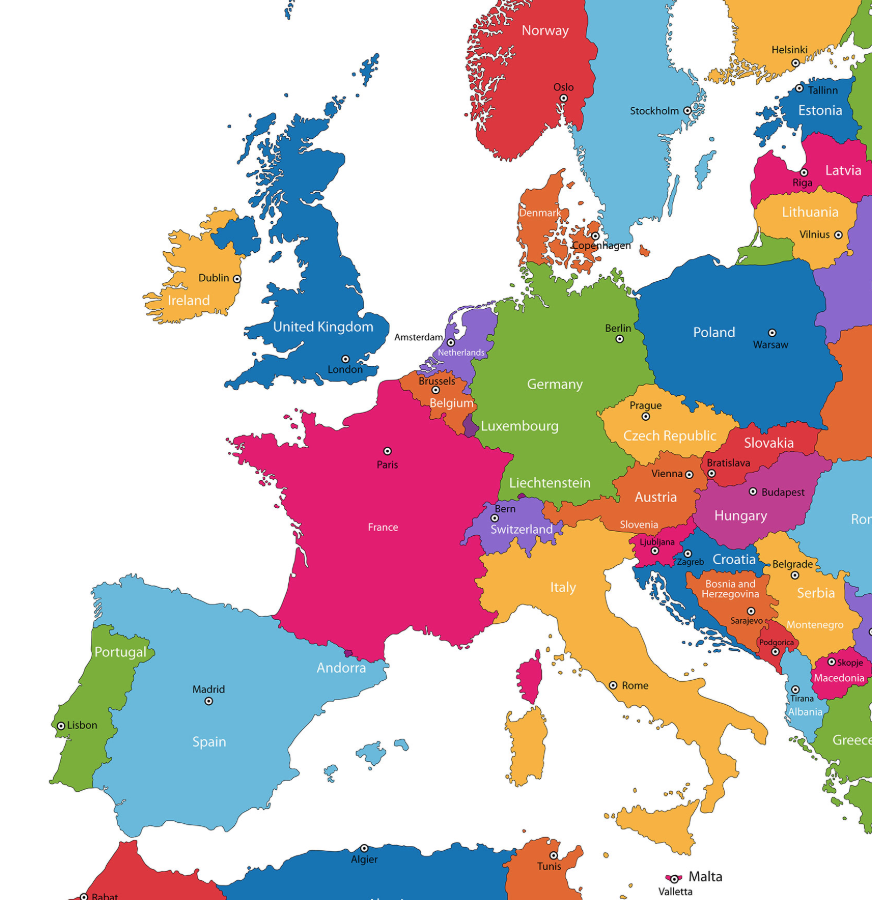 Norway
Helsinki
Oslo
Tallinn
Stockholm
Estonia
Latvia
Riga
Denmark
Lithuania
Vilnius
Copenhagen
Dublin
Ireland
United Kingdom
Berlin
Poland
Amsterdam
Warsaw
Netherlands
London
Brussels
Germany
Belgium
Prague
Luxembourg
Czech Republic
Slovakia
Paris
Bratislava
Vienna
Liechtenstein
Budapest
Austria
Bern
Hungary
Ror
France
Switzerland
Slovenia
Ljubljana
Croatia
Zagreb
Belgrade
Italy
Bosnia and
Herzegovina
Serbia
Sarajevo
Montenegro
Podgorica
Portugal
Andorra
Skopje
Macedonia
Madrid
Rome
Tirana
Albania
Lisbon
Spain
Greece
Algier
Tunis
Malta
Valletta
Rabat